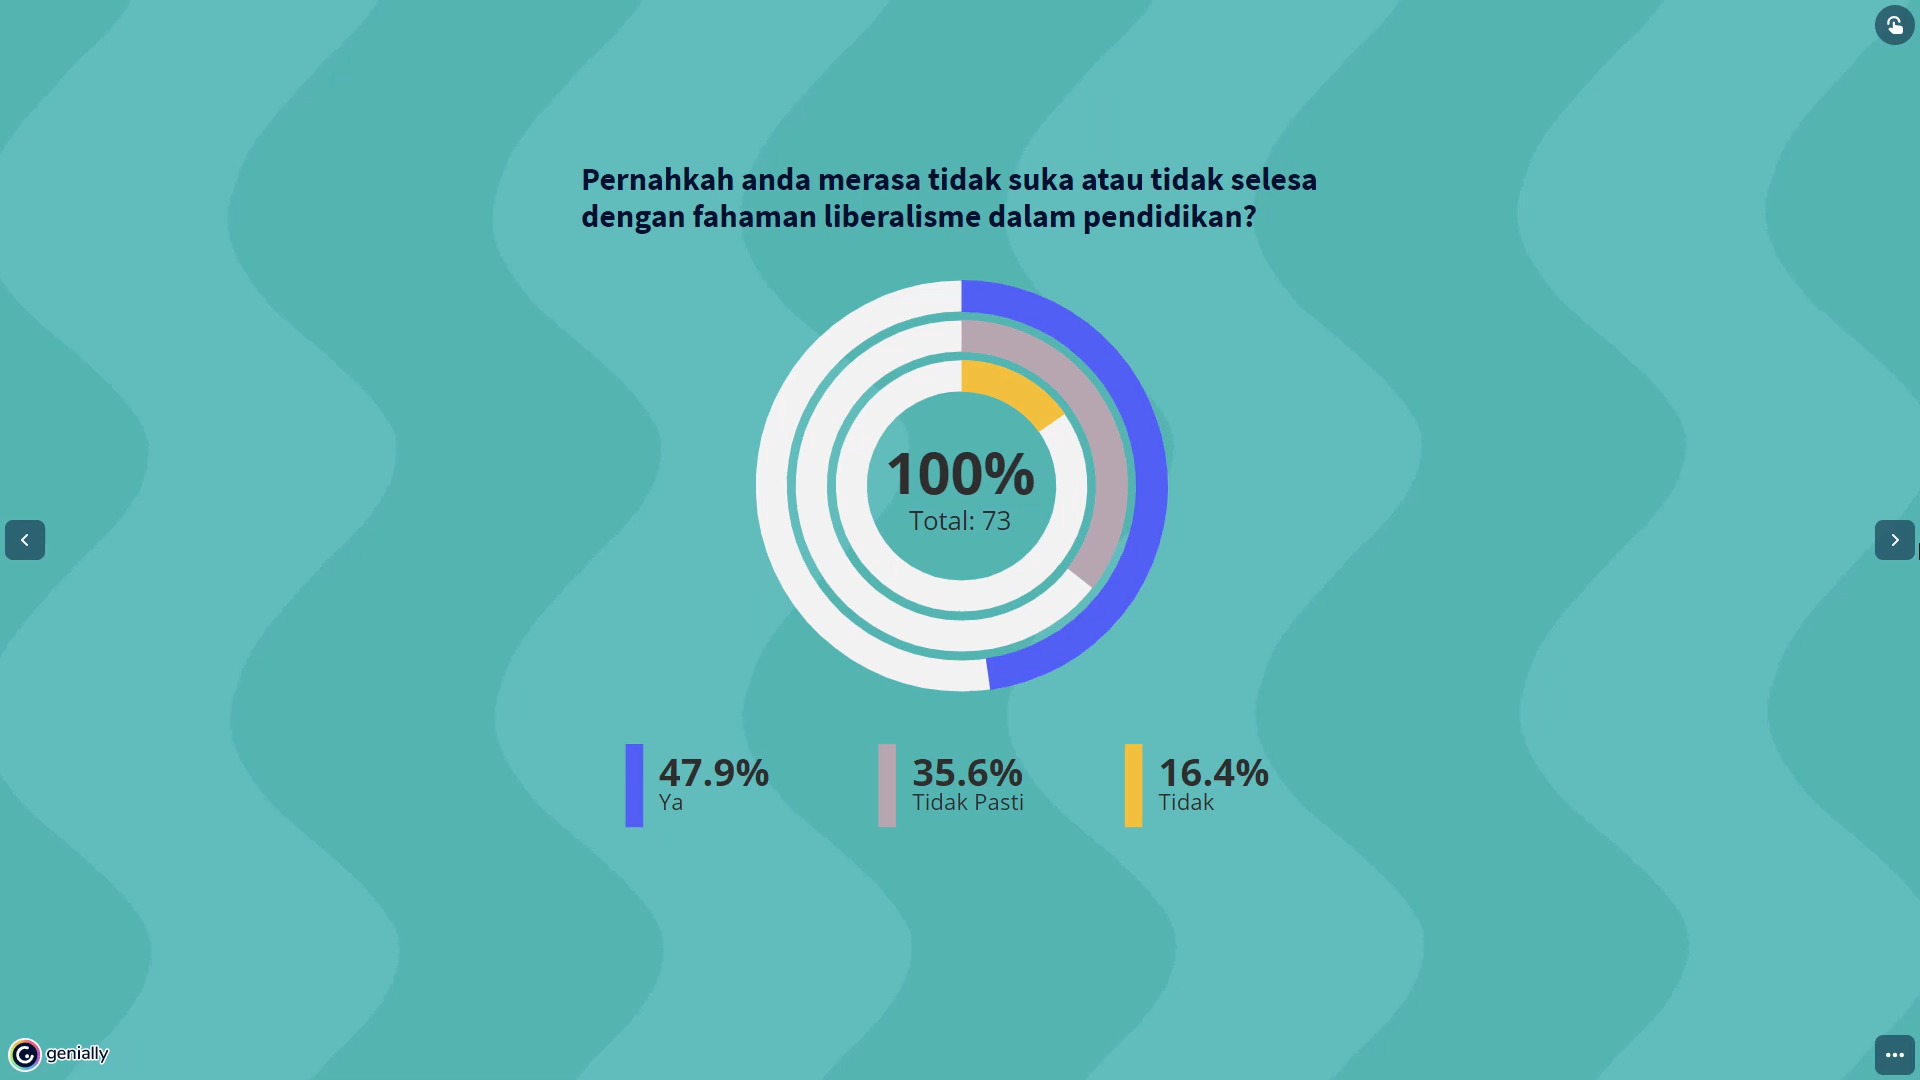 Pernahkah anda merasa tidak suka atau tidak selesa
dengan fahaman liberalisme dalam pendidikan?
100%
Total: 73
47.9%
Ya
35.6%
Tidak Pasti
16.4%
Tidak
genially